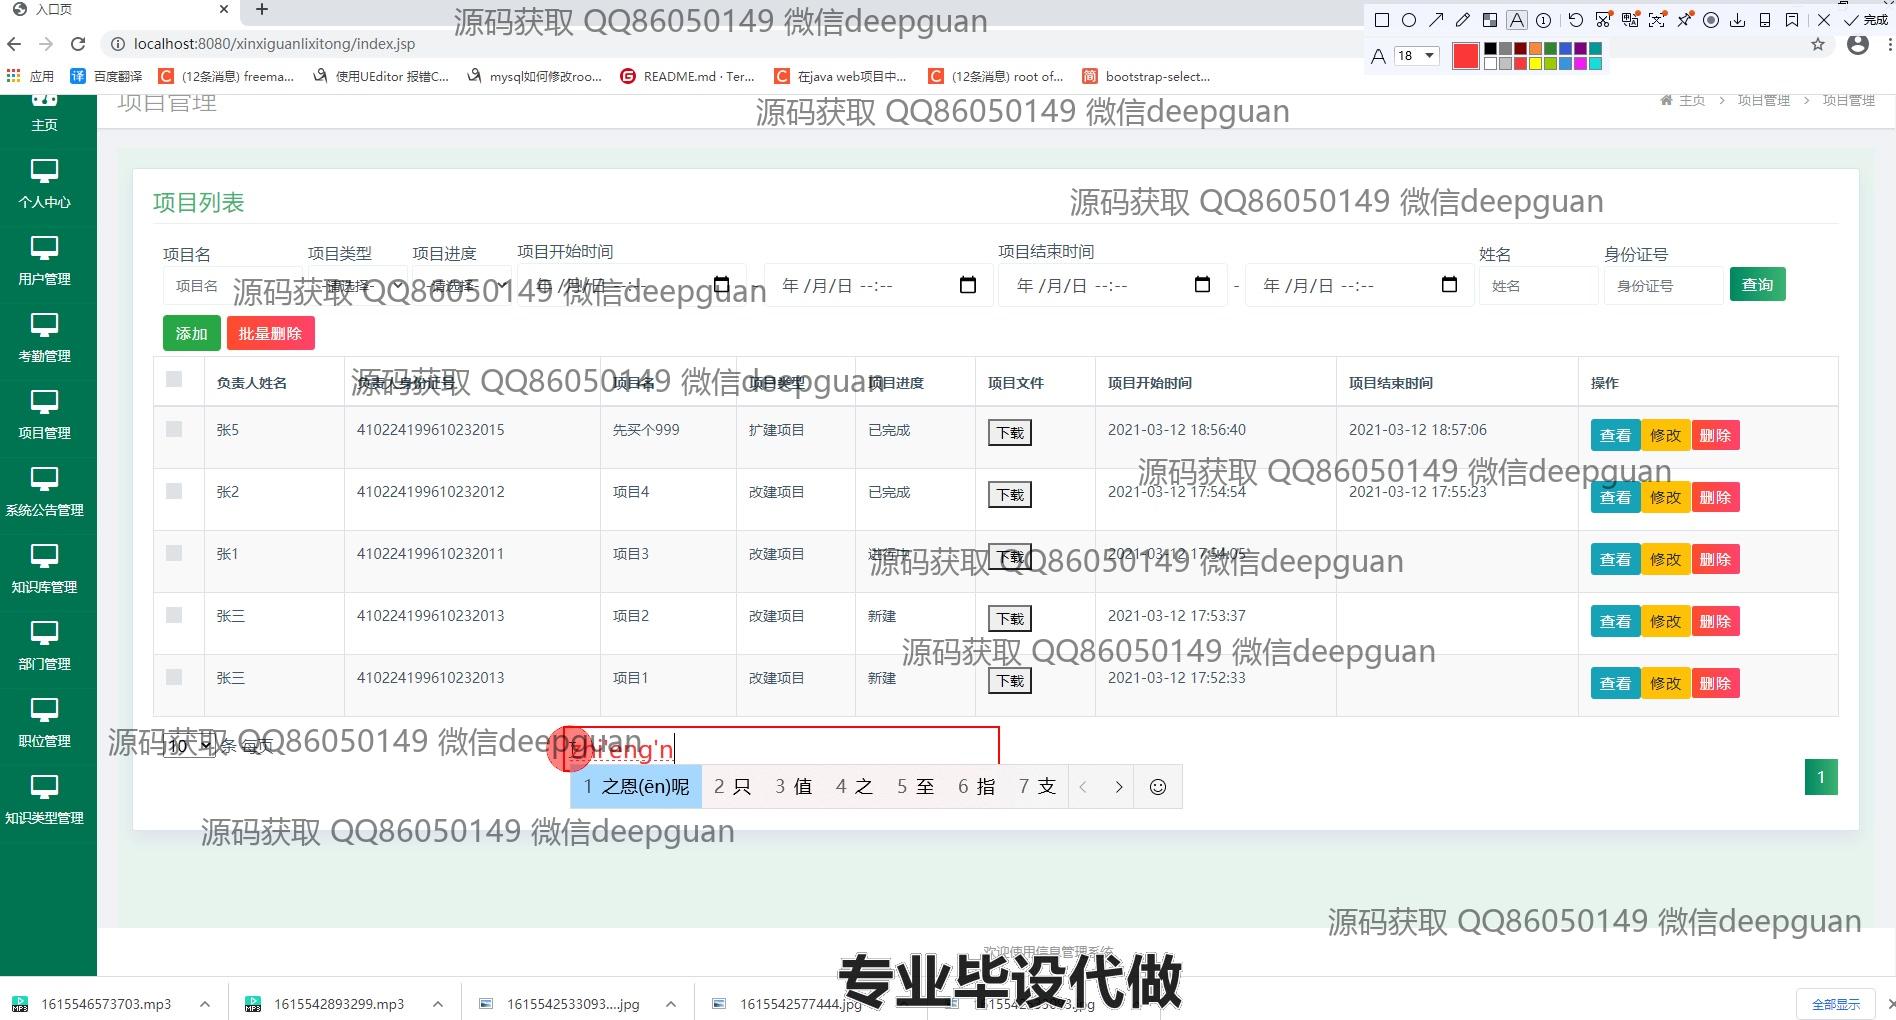 入口页
源码获取 QQ86050149 微信deepguan
完成
localhost:8080/xinxiguanlixitong/index.jsp
A 18
应用 百度翻译 (12条消息) freema... 使用UEditor 报错C... mysql如何修改roo... README.md · Ter... 在java web项目中... (12条消息) root of... bootstrap-select...
项目管理
源码获取 QQ86050149 微信deepguan
主页 > 项目管理 > 项目管理
主页
个人中心
用户管理
考勤管理
项目管理
系统公告管理
知识库管理
部门管理
职位管理
知识类型管理
项目列表
源码获取 QQ86050149 微信deepguan
项目名 项目类型 项目进度 项目开始时间 项目结束时间 姓名 身份证号
项目名 -请选择- -请选择- 年 /月/日 --:-- 年 /月/日 --:-- 年 /月/日 --:-- - 年 /月/日 --:-- 姓名 身份证号 查询
源码获取 QQ86050149 微信deepguan
添加 批量删除
负责人姓名 负责人身份证号 项目名 项目类型 项目进度 项目文件 项目开始时间 项目结束时间 操作
源码获取 QQ86050149 微信deepguan
张5 410224199610232015 先买个999 扩建项目 已完成 下载 2021-03-12 18:56:40 2021-03-12 18:57:06 查看 修改 删除
源码获取 QQ86050149 微信deepguan
张2 410224199610232012 项目4 改建项目 已完成 下载 2021-03-12 17:54:54 2021-03-12 17:55:23 查看 修改 删除
张1 410224199610232011 项目3 改建项目 进行中 下载 2021-03-12 17:54:05 查看 修改 删除
源码获取 QQ86050149 微信deepguan
张三 410224199610232013 项目2 改建项目 新建 下载 2021-03-12 17:53:37 查看 修改 删除
源码获取 QQ86050149 微信deepguan
张三 410224199610232013 项目1 改建项目 新建 下载 2021-03-12 17:52:33 查看 修改 删除
10 条 每页
源码获取 QQ86050149 微信deepguan
zhi'eng'n
1 之恩(ēn)呢 2 只 3 值 4 之 5 至 6 指 7 支
1
源码获取 QQ86050149 微信deepguan
源码获取 QQ86050149 微信deepguan
欢迎使用信息管理系统
专业毕设代做
1615546573703.mp3 1615542893299.mp3 1615542533093....jpg 1615542577444.jpg
全部显示